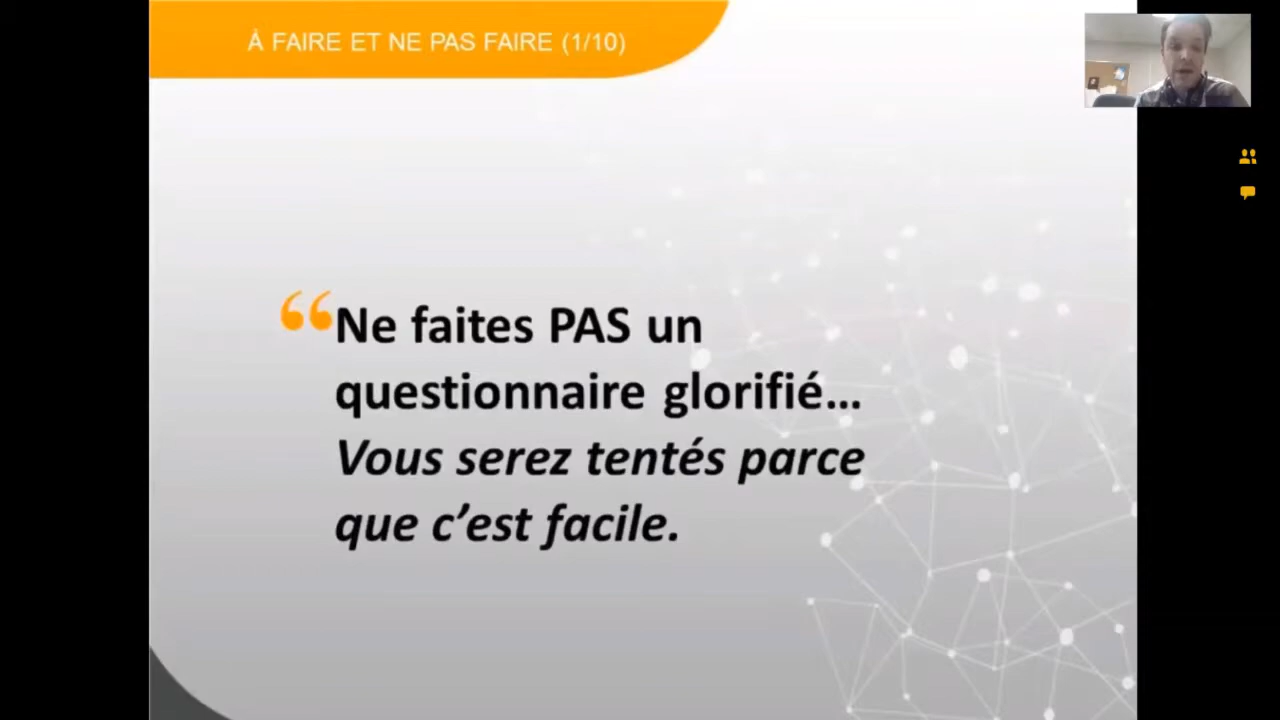 À FAIRE ET NE PAS FAIRE (1/10)
“Ne faites PAS un
questionnaire glorifié...
Vous serez tentés parce
que c’est facile.